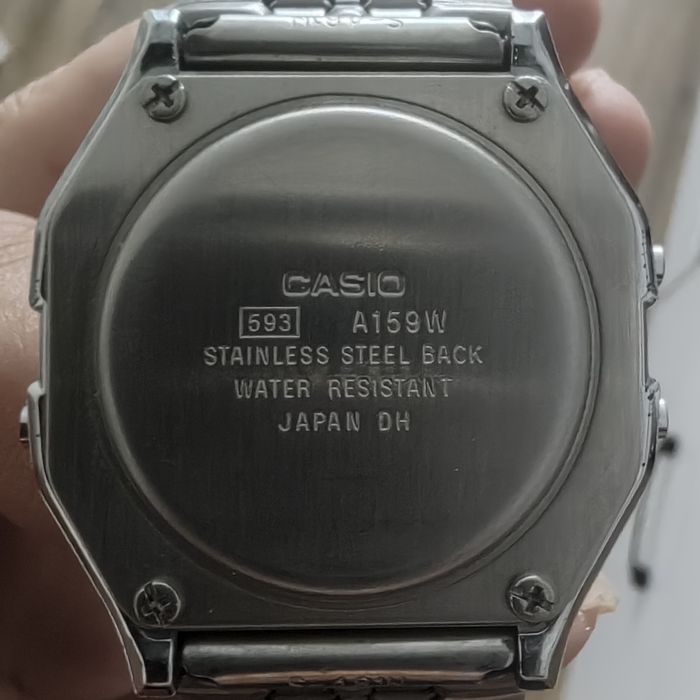 CASIO
593 A159W
STAINLESS STEEL BACK
WATER RESISTANT
JAPAN DH